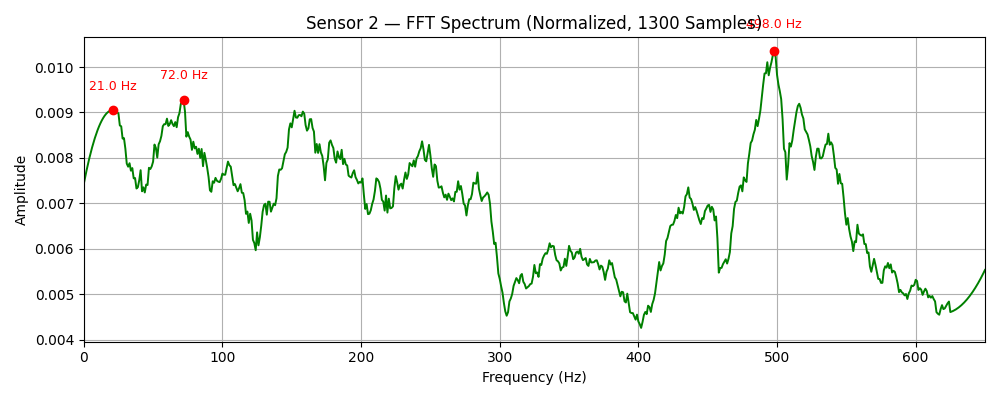 Sensor 2 — FFT Spectrum (Normalized, 1300 Samples)
498.0 Hz
72.0 Hz
21.0 Hz
0.010
0.009
0.008
0.007
0.006
0.005
0.004
Amplitude
0
100
200
300
400
500
600
Frequency (Hz)